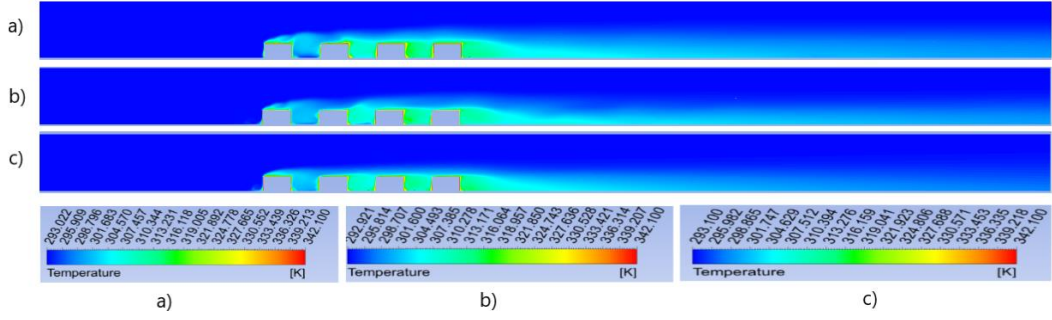 a)
b)
c)
293.022 295.909 298.796 301.683 304.570 307.457 310.344 313.231 316.118 319.005 321.892 324.778 327.665 330.552 333.439 336.326 339.213 342.100
Temperature [K]
292.921 295.814 298.707 301.600 304.493 307.385 310.278 313.171 316.064 318.957 321.850 324.743 327.636 330.528 333.421 336.314 339.207 342.100
Temperature [K]
293.100 295.982 298.865 301.747 304.629 307.512 310.394 313.276 316.159 319.041 321.923 324.806 327.688 330.571 333.453 336.335 339.218 342.100
Temperature [K]
a)
b)
c)